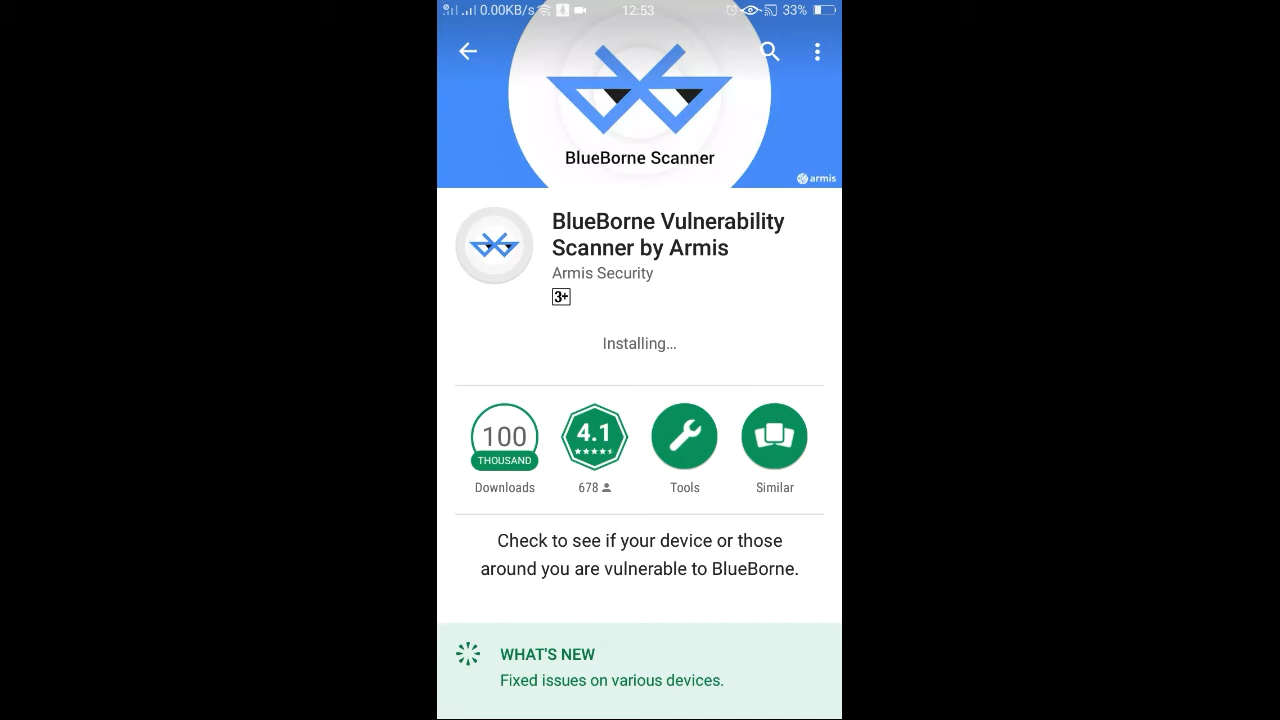 0.00KB/s 12:53 33%
BlueBorne Scanner
armis
BlueBorne Vulnerability
Scanner by Armis
Armis Security
3+
Installing...
100 4.1
THOUSAND
Downloads 678 Tools Similar
Check to see if your device or those
around you are vulnerable to BlueBorne.
WHAT'S NEW
Fixed issues on various devices.